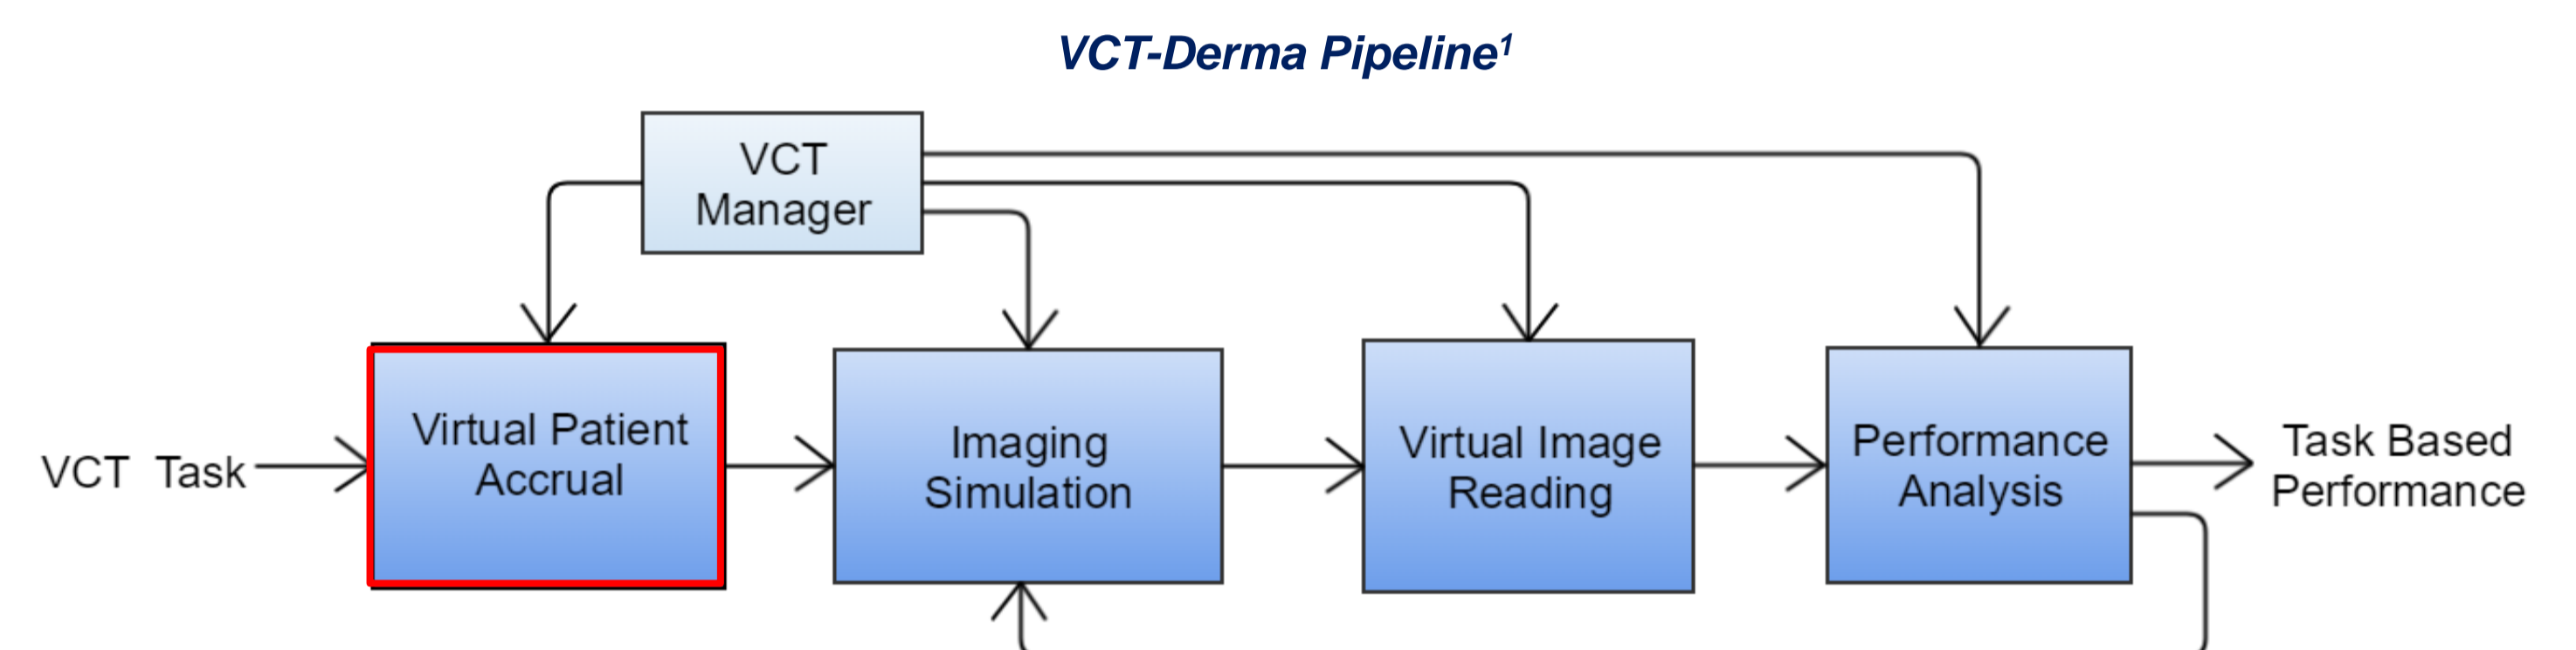 VCT-Derma Pipeline¹
VCT
Manager
VCT Task
Virtual Patient
Accrual
Imaging
Simulation
Virtual Image
Reading
Performance
Analysis
Task Based
Performance